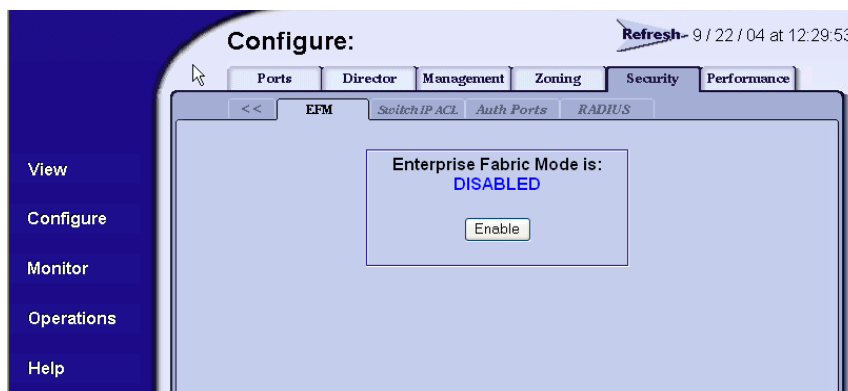 Configure:
Refresh- 9 / 22 / 04 at 12:29:53
Ports Director Management Zoning Security Performance
<< EFM Switch IP ACL Auth Ports RADIUS
Enterprise Fabric Mode is:
DISABLED
Enable
View
Configure
Monitor
Operations
Help